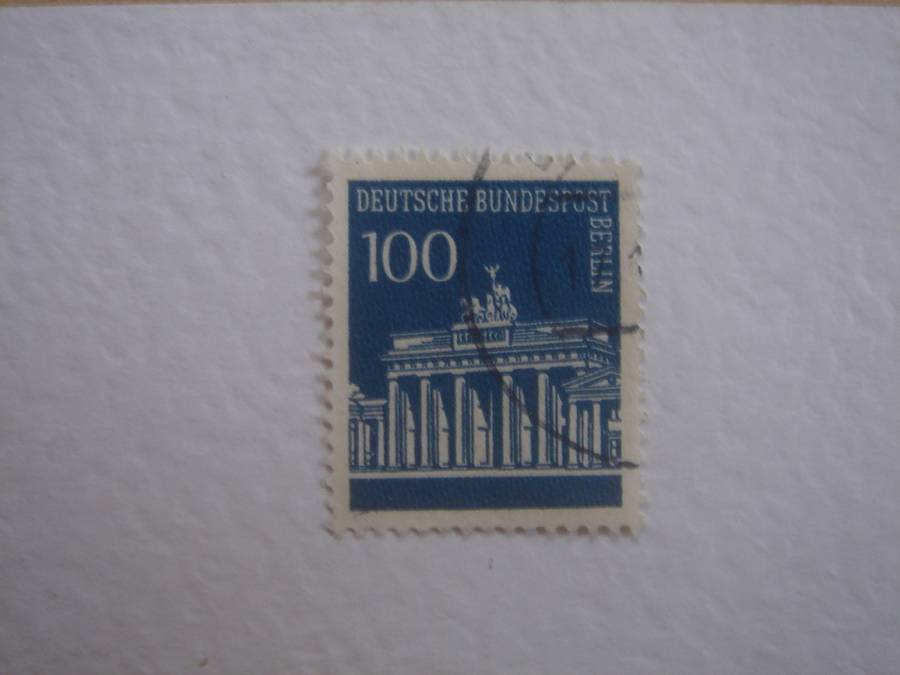 DEUTSCHE BUNDESPOST
BERLIN
100